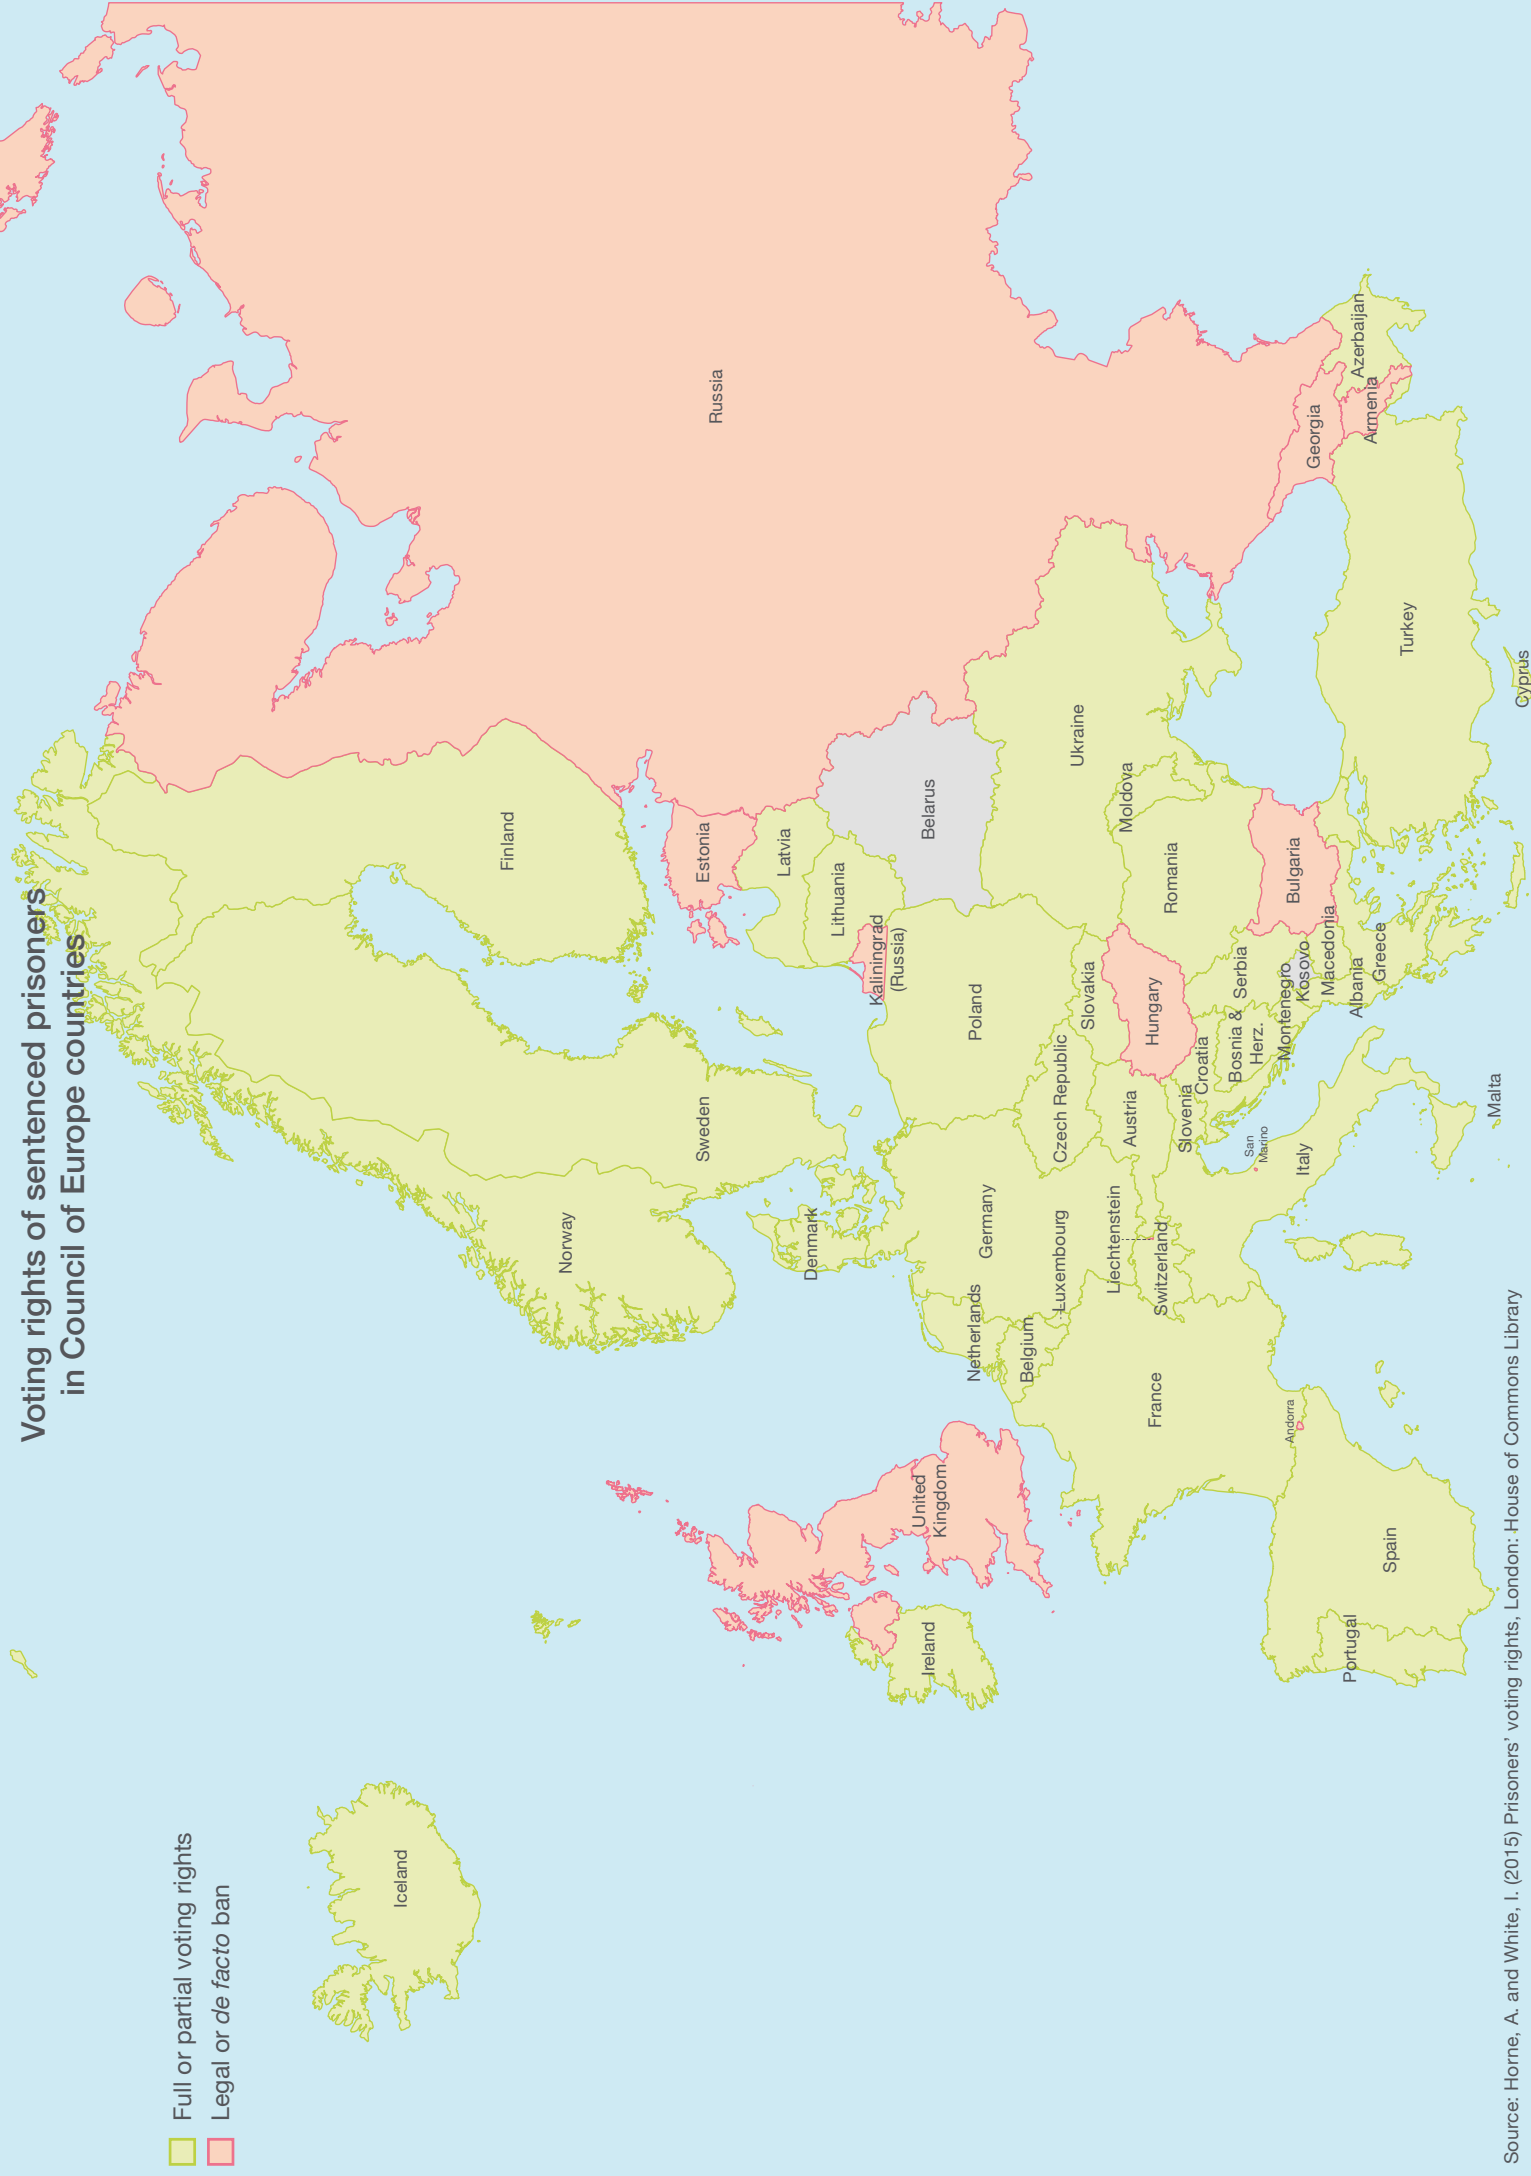 Voting rights of sentenced prisoners
in Council of Europe countries
Full or partial voting rights
Legal or de facto ban
Iceland
Norway
Sweden
Finland
Russia
Estonia
Latvia
Lithuania
Kaliningrad
(Russia)
Belarus
Denmark
United
Kingdom
Ireland
Netherlands
Belgium
Luxembourg
Germany
Poland
Czech Republic
Slovakia
Ukraine
Moldova
Liechtenstein
Switzerland
Austria
Hungary
Romania
France
Slovenia
Croatia
Bosnia &
Herz.
Serbia
Montenegro
Kosovo
Bulgaria
Macedonia
Albania
Greece
San
Marino
Italy
Andorra
Spain
Portugal
Malta
Georgia
Armenia
Azerbaijan
Turkey
Cyprus
Source: Horne, A. and White, I. (2015) Prisoners’ voting rights, London: House of Commons Library